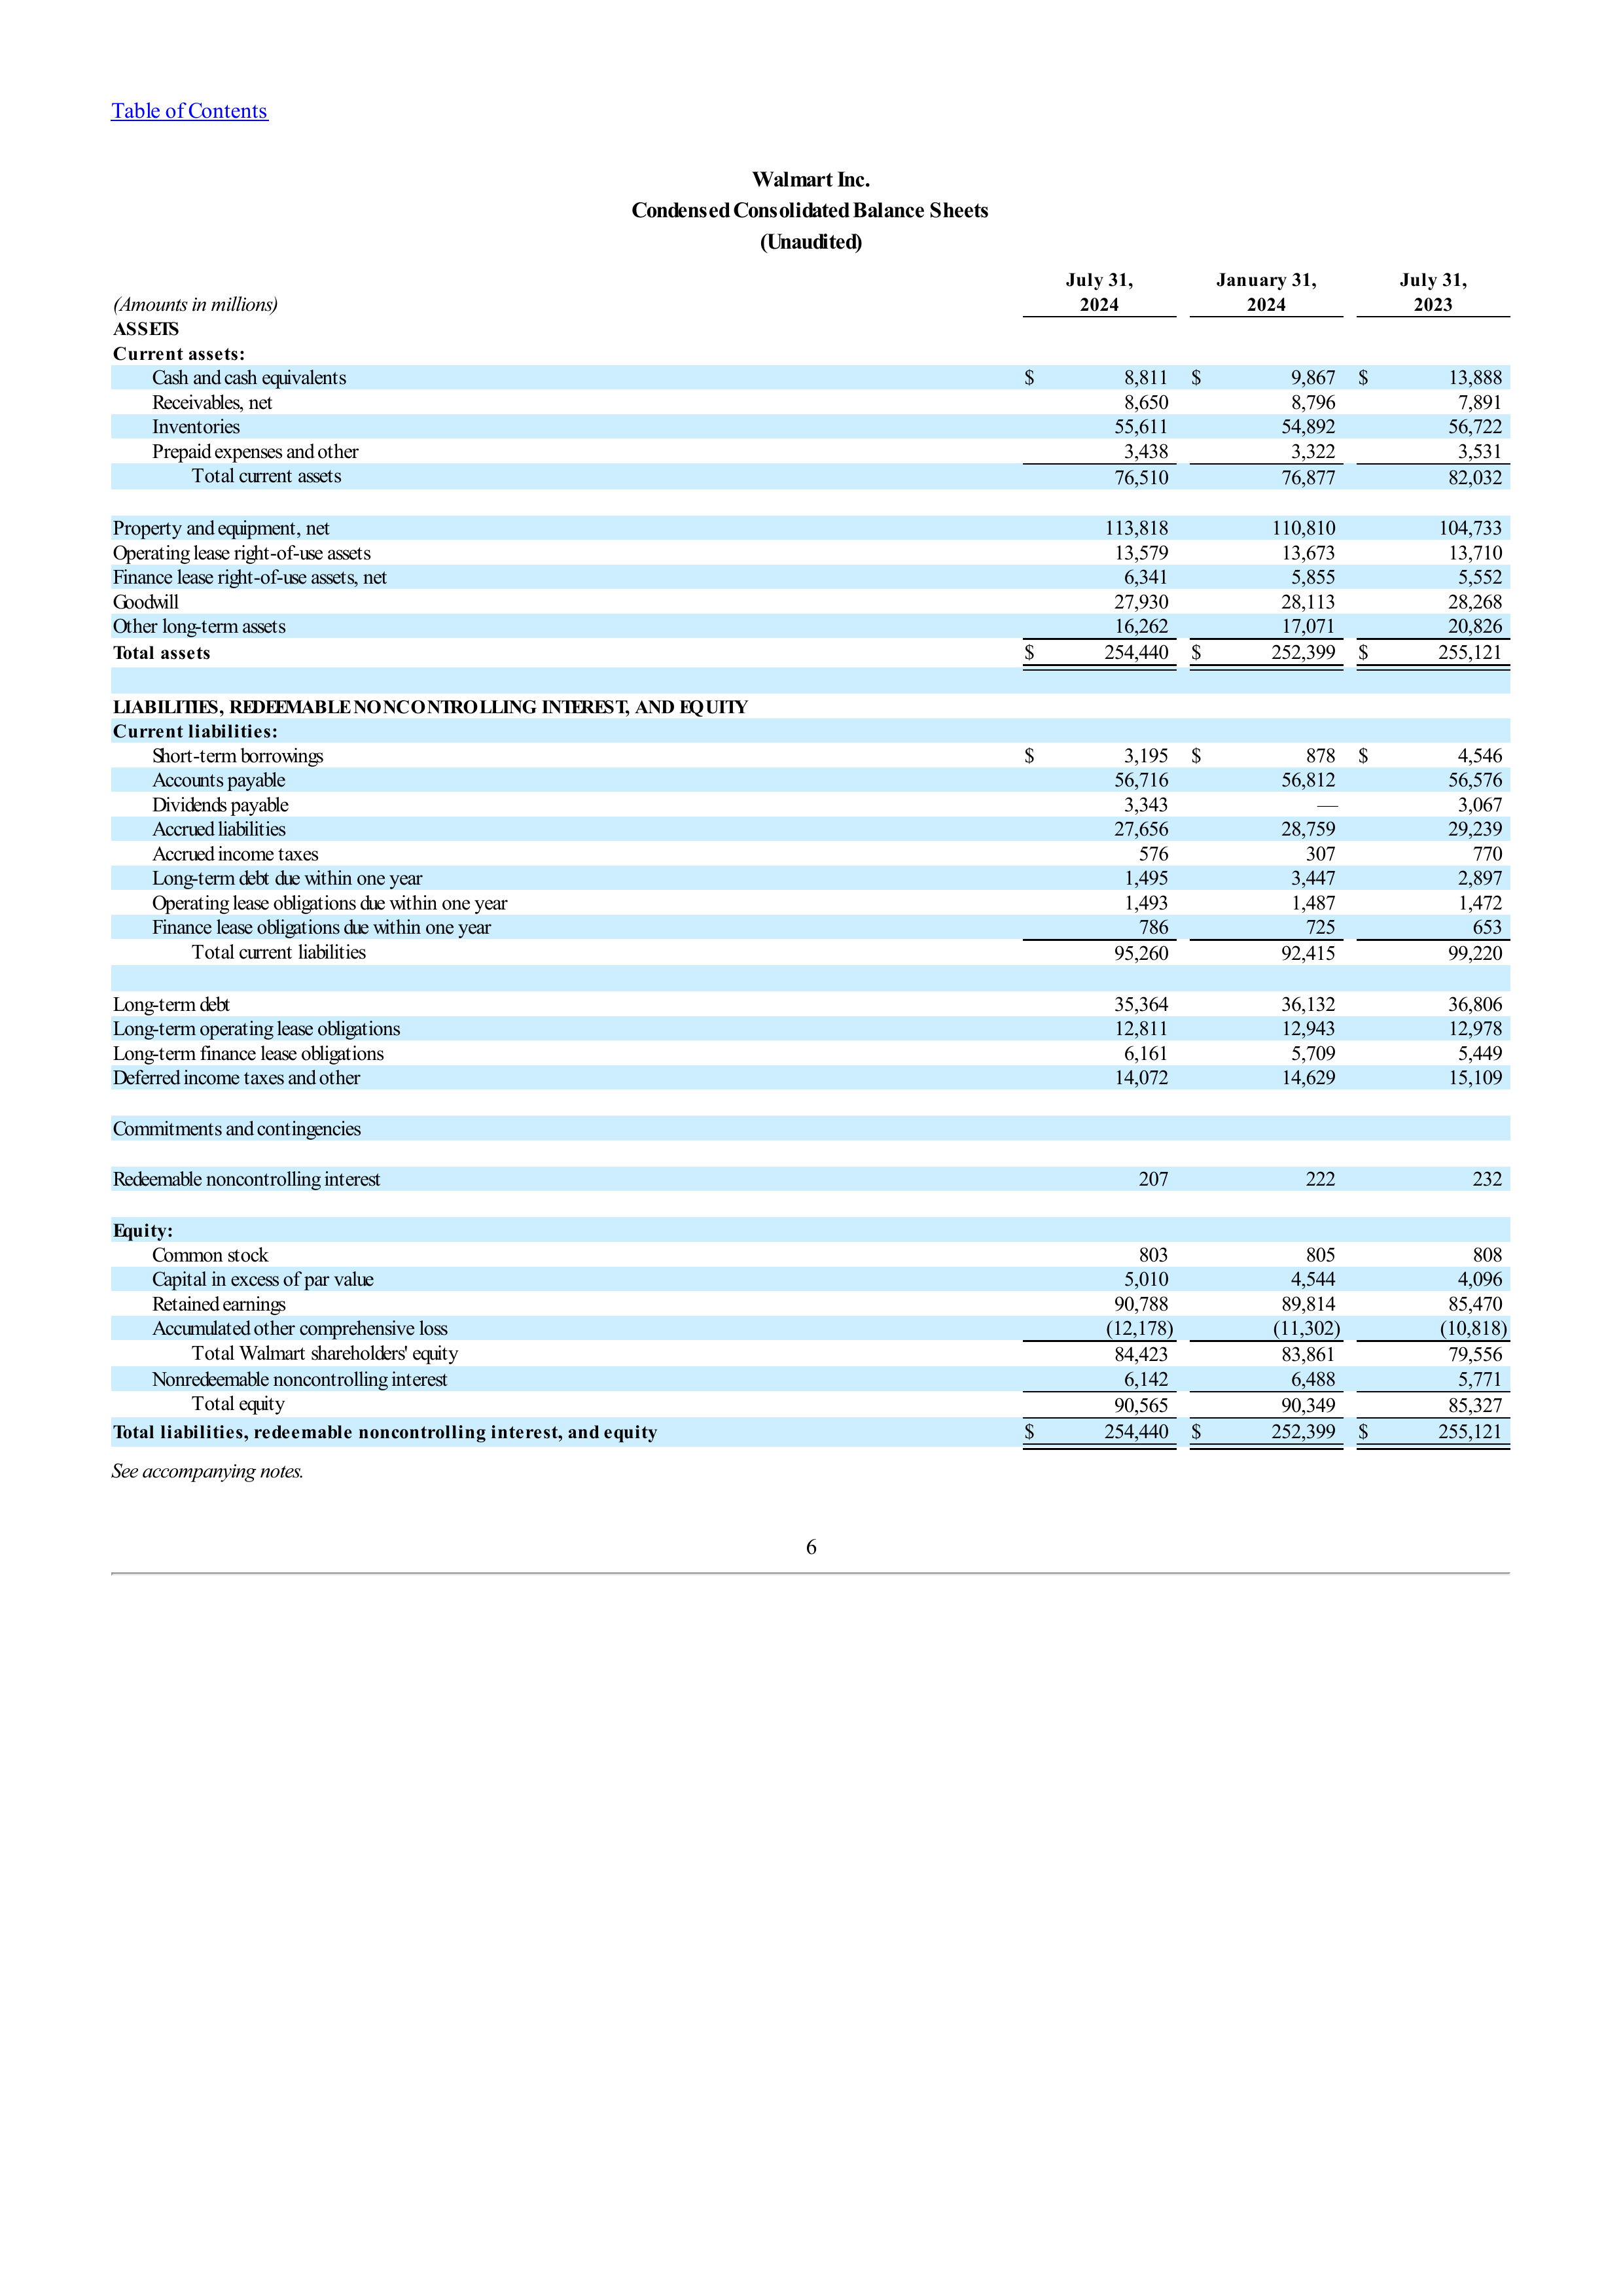 Table of Contents
Walmart Inc.
Condensed Consolidated Balance Sheets
(Unaudited)
July 31, January 31, July 31,
(Amounts in millions) 2024 2024 2023
ASSETS
Current assets:
Cash and cash equivalents $ 8,811 $ 9,867 $ 13,888
Receivables, net 8,650 8,796 7,891
Inventories 55,611 54,892 56,722
Prepaid expenses and other 3,438 3,322 3,531
Total current assets 76,510 76,877 82,032
Property and equipment, net 113,818 110,810 104,733
Operating lease right-of-use assets 13,579 13,673 13,710
Finance lease right-of-use assets, net 6,341 5,855 5,552
Goodwill 27,930 28,113 28,268
Other long-term assets 16,262 17,071 20,826
Total assets $ 254,440 $ 252,399 $ 255,121
LIABILITIES, REDEEMABLE NONCONTROLLING INTEREST, AND EQUITY
Current liabilities:
Short-term borrowings $ 3,195 $ 878 $ 4,546
Accounts payable 56,716 56,812 56,576
Dividends payable 3,343 — 3,067
Accrued liabilities 27,656 28,759 29,239
Accrued income taxes 576 307 770
Long-term debt due within one year 1,495 3,447 2,897
Operating lease obligations due within one year 1,493 1,487 1,472
Finance lease obligations due within one year 786 725 653
Total current liabilities 95,260 92,415 99,220
Long-term debt 35,364 36,132 36,806
Long-term operating lease obligations 12,811 12,943 12,978
Long-term finance lease obligations 6,161 5,709 5,449
Deferred income taxes and other 14,072 14,629 15,109
Commitments and contingencies
Redeemable noncontrolling interest 207 222 232
Equity:
Common stock 803 805 808
Capital in excess of par value 5,010 4,544 4,096
Retained earnings 90,788 89,814 85,470
Accumulated other comprehensive loss (12,178) (11,302) (10,818)
Total Walmart shareholders' equity 84,423 83,861 79,556
Nonredeemable noncontrolling interest 6,142 6,488 5,771
Total equity 90,565 90,349 85,327
Total liabilities, redeemable noncontrolling interest, and equity $ 254,440 $ 252,399 $ 255,121
See accompanying notes.
6